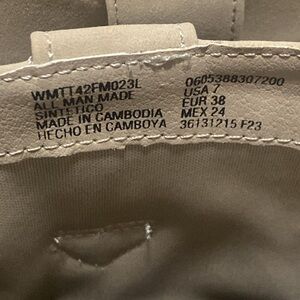 WMTT42FM023L
ALL MAN MADE
SINTETICO
MADE IN CAMBODIA
HECHO EN CAMBOYA
0605388307200
USA 7
EUR 38
MEX 24
36131215 F23